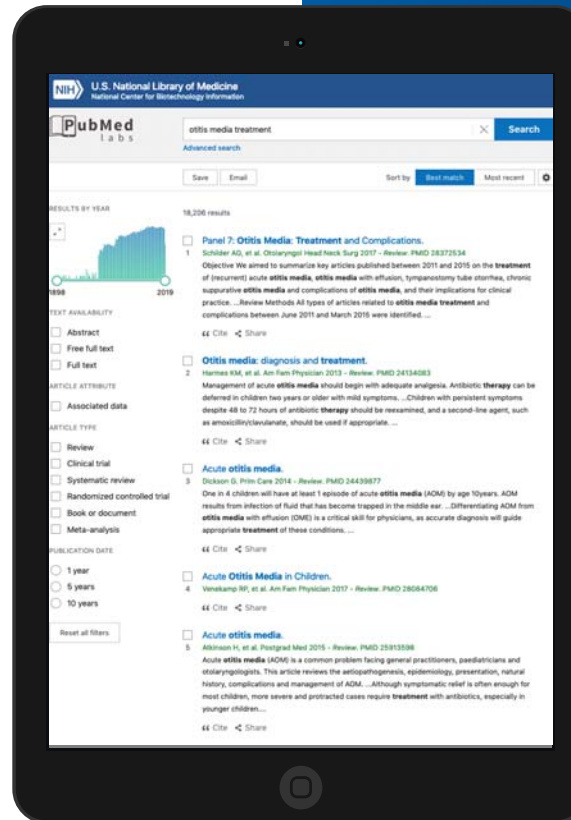 NIH U.S. National Library of Medicine
National Center for Biotechnology Information
PubMed
labs
otitis media treatment
Search
Advanced search
Save Email Sort by Best match Most recent
RESULTS BY YEAR
1898 2019
TEXT AVAILABILITY
Abstract
Free full text
Full text
ARTICLE ATTRIBUTE
Associated data
ARTICLE TYPE
Review
Clinical trial
Systematic review
Randomized controlled trial
Book or document
Meta-analysis
PUBLICATION DATE
1 year
5 years
10 years
Reset all filters
18,206 results
Panel 7: Otitis Media: Treatment and Complications.
1 Schilder AG, et al. Otolaryngol Head Neck Surg 2017 - Review. PMID 28372534
Objective We aimed to summarize key articles published between 2011 and 2015 on the treatment
of (recurrent) acute otitis media, otitis media with effusion, tympanostomy tube otorrhea, chronic
suppurative otitis media and complications of otitis media, and their implications for clinical
practice. ...Review Methods All types of articles related to otitis media treatment and
complications between June 2011 and March 2015 were identified. ...
Cite Share
Otitis media: diagnosis and treatment.
2 Harmes KM, et al. Am Fam Physician 2013 - Review. PMID 24134083
Management of acute otitis media should begin with adequate analgesia. Antibiotic therapy can be
deferred in children two years or older with mild symptoms. ...Children with persistent symptoms
despite 48 to 72 hours of antibiotic therapy should be reexamined, and a second-line agent, such
as amoxicillin/clavulanate, should be used if appropriate. ...
Cite Share
Acute otitis media.
3 Dickson G. Prim Care 2014 - Review. PMID 24439877
One in 4 children will have at least 1 episode of acute otitis media (AOM) by age 10years. AOM
results from infection of fluid that has become trapped in the middle ear. ...Differentiating AOM from
otitis media with effusion (OME) is a critical skill for physicians, as accurate diagnosis will guide
appropriate treatment of these conditions. ...
Cite Share
Acute Otitis Media in Children.
4 Venekamp RP, et al. Am Fam Physician 2017 - Review. PMID 28084706
Cite Share
Acute otitis media.
5 Atkinson H, et al. Postgrad Med 2015 - Review. PMID 25913598
Acute otitis media (AOM) is a common problem facing general practitioners, paediatricians and
otolaryngologists. This article reviews the aetiopathogenesis, epidemiology, presentation, natural
history, complications and management of AOM. ...Although symptomatic relief is often enough for
most children, more severe and protracted cases require treatment with antibiotics, especially in
younger children....
Cite Share